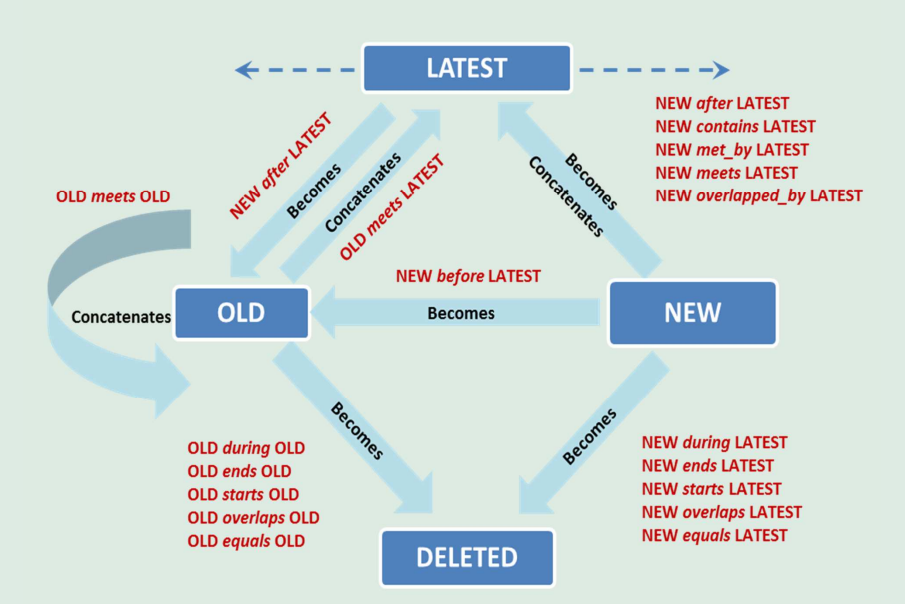 LATEST
NEW after LATEST
NEW contains LATEST
NEW met_by LATEST
NEW meets LATEST
NEW overlapped_by LATEST
NEW after LATEST
Becomes
Concatenates
OLD meets LATEST
Becomes
Concatenates
OLD meets OLD
NEW before LATEST
Concatenates
OLD
Becomes
NEW
Becomes
Becomes
OLD during OLD
OLD ends OLD
OLD starts OLD
OLD overlaps OLD
OLD equals OLD
NEW during LATEST
NEW ends LATEST
NEW starts LATEST
NEW overlaps LATEST
NEW equals LATEST
DELETED